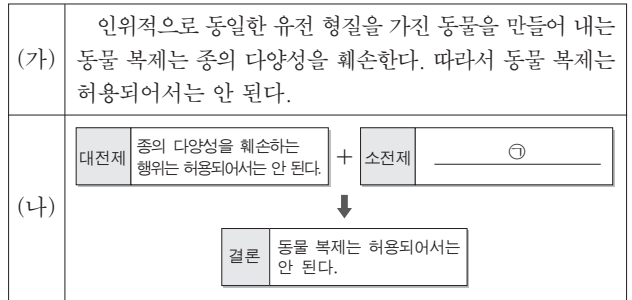 (가)
인위적으로 동일한 유전 형질을 가진 동물을 만들어 내는
동물 복제는 종의 다양성을 훼손한다. 따라서 동물 복제는
허용되어서는 안 된다.
(나)
대전제
종의 다양성을 훼손하는
행위는 허용되어서는 안 된다.
+
소전제
㉠
결론
동물 복제는 허용되어서는
안 된다.